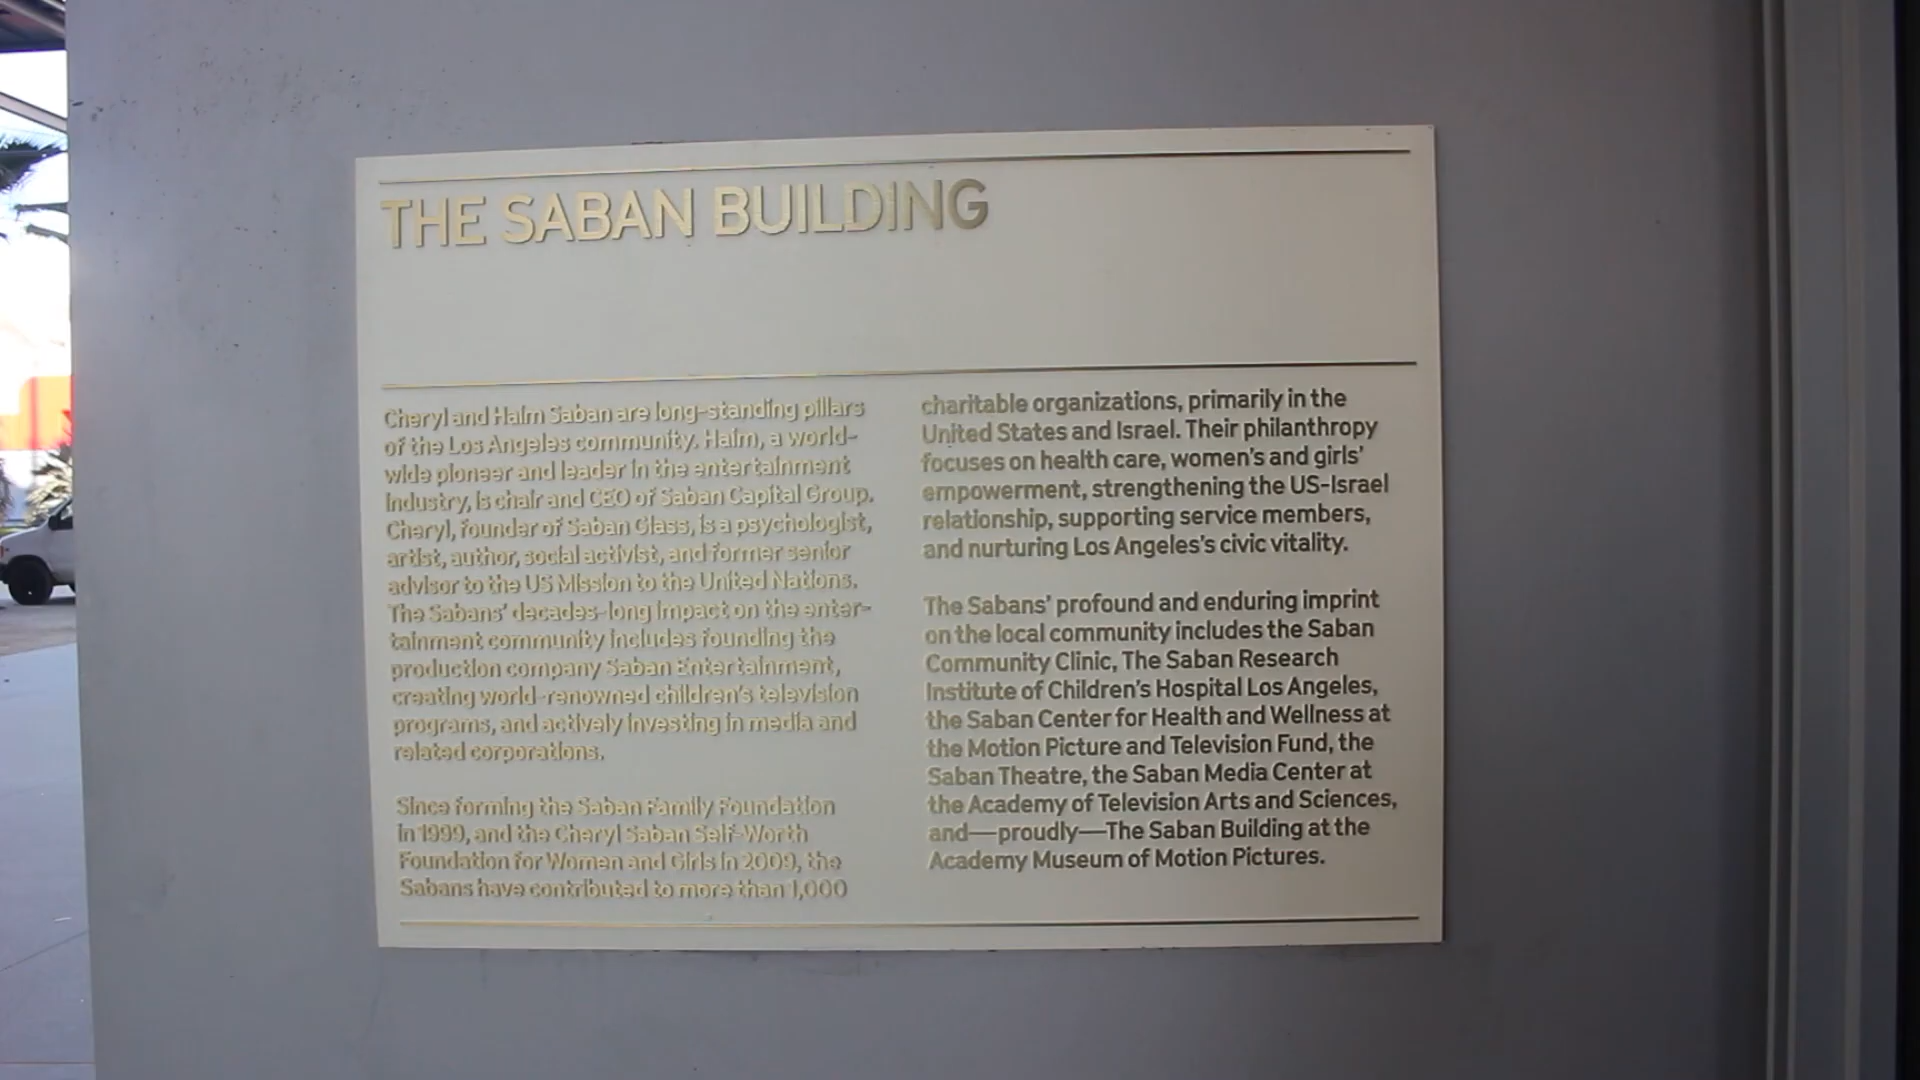 THE SABAN BUILDING
Cheryl and Haim Saban are long-standing pillars
of the Los Angeles community. Haim, a world-
wide pioneer and leader in the entertainment
industry, is chair and CEO of Saban Capital Group.
Cheryl, founder of Saban Glass, is a psychologist,
artist, author, social activist, and former senior
advisor to the US Mission to the United Nations.
The Sabans' decades-long impact on the enter-
tainment community includes founding the
production company Saban Entertainment,
creating world-renowned children's television
programs, and actively investing in media and
related corporations.
Since forming the Saban Family Foundation
in 1999, and the Cheryl Saban Self-Worth
Foundation for Women and Girls in 2009, the
Sabans have contributed to more than 1,000
charitable organizations, primarily in the
United States and Israel. Their philanthropy
focuses on health care, women's and girls'
empowerment, strengthening the US-Israel
relationship, supporting service members,
and nurturing Los Angeles's civic vitality.
The Sabans' profound and enduring imprint
on the local community includes the Saban
Community Clinic, The Saban Research
Institute of Children's Hospital Los Angeles,
the Saban Center for Health and Wellness at
the Motion Picture and Television Fund, the
Saban Theatre, the Saban Media Center at
the Academy of Television Arts and Sciences,
and—proudly—The Saban Building at the
Academy Museum of Motion Pictures.